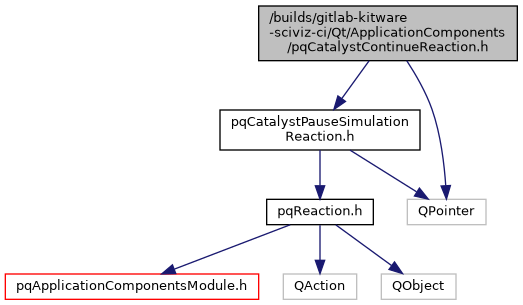 /builds/gitlab-kitware
-sciviz-ci/Qt/ApplicationComponents
/pqCatalystContinueReaction.h
pqCatalystPauseSimulation
Reaction.h
pqReaction.h
QPointer
pqApplicationComponentsModule.h
QAction
QObject